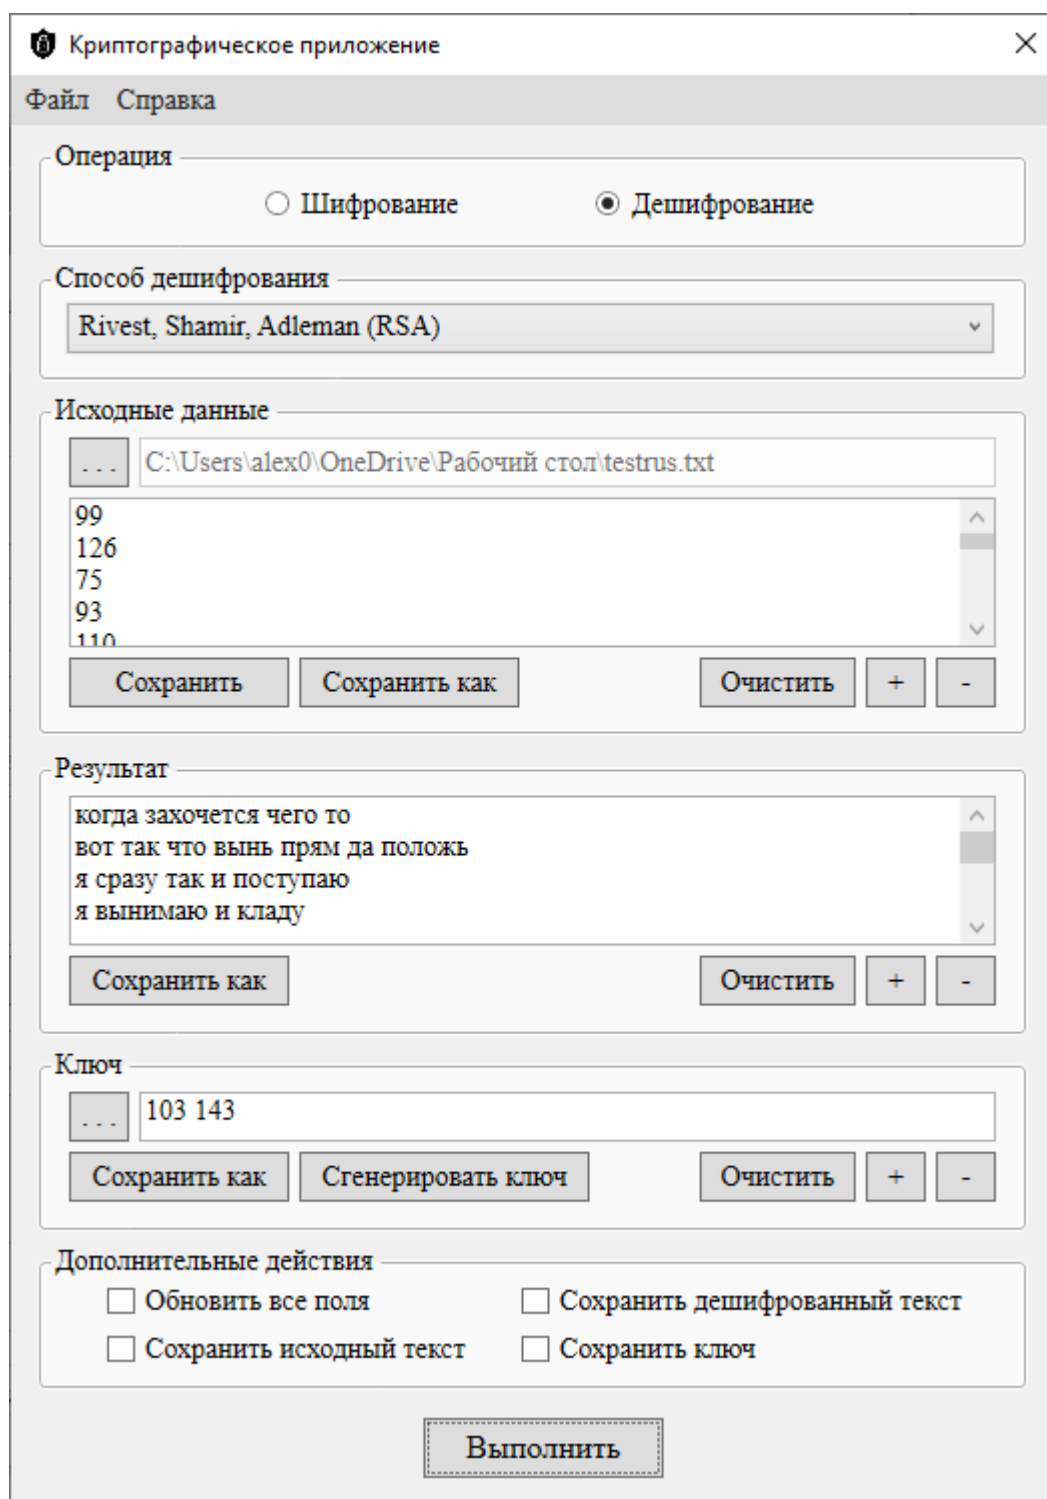 Криптографическое приложение
Файл Справка
Операция
Шифрование Дешифрование
Способ дешифрования
Rivest, Shamir, Adleman (RSA)
Исходные данные
. . . C:\Users\alex0\OneDrive\Рабочий стол\testrus.txt
99
126
75
93
110
Сохранить Сохранить как Очистить + -
Результат
когда захочется чего то
вот так что вынь прям да положь
я сразу так и поступаю
я вынимаю и кладу
Сохранить как Очистить + -
Ключ
. . . 103 143
Сохранить как Сгенерировать ключ Очистить + -
Дополнительные действия
Обновить все поля Сохранить дешифрованный текст
Сохранить исходный текст Сохранить ключ
Выполнить